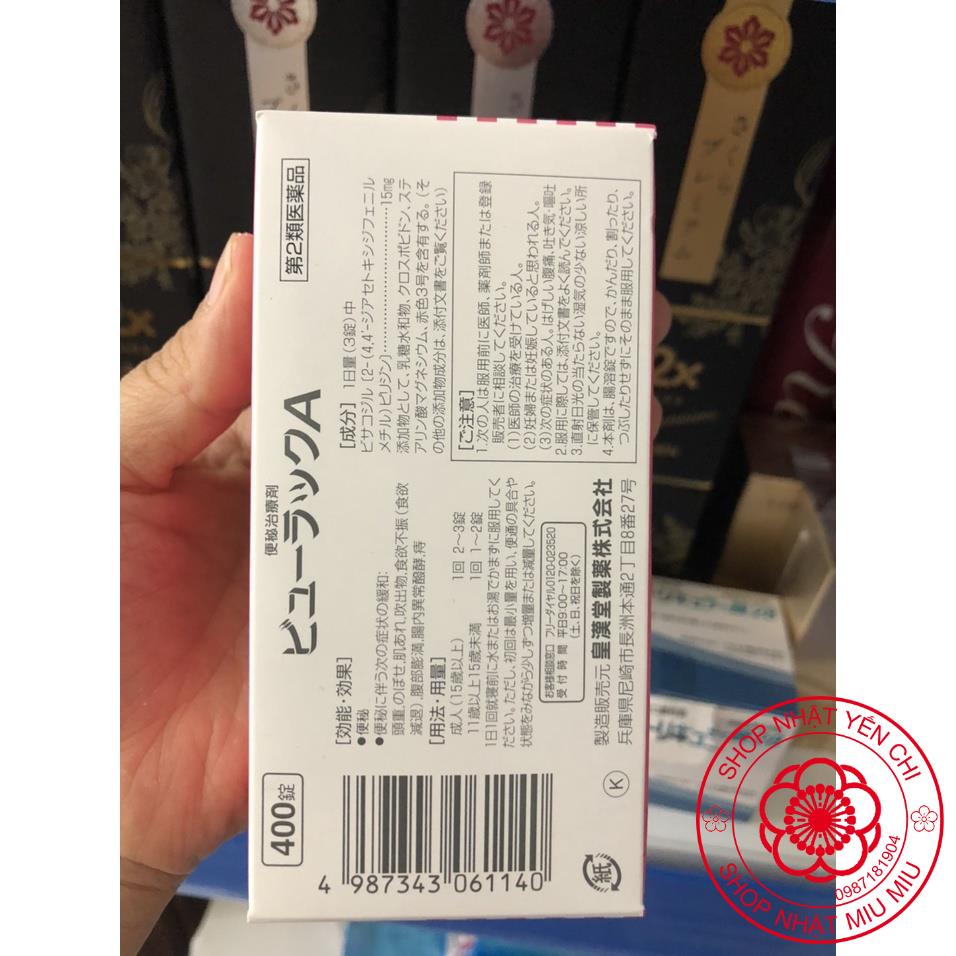 第2類医薬品
便秘治療剤
ビューラックA
400錠
[成分] 1日量(3錠)中
ビサコジル〔2-(4,4'-ジアセトキシジフェニル
メチル)ピリジン〕………15mg
添加物として、乳糖水和物、クロスポビドン、ステ
アリン酸マグネシウム、赤色3号を含有する。(そ
の他の添加物成分は、添付文書をご覧ください)
[ご注意]
1.次の人は服用前に医師、薬剤師または登録
販売者に相談してください。
(1)医師の治療を受けている人。
(2)妊婦または妊娠していると思われる人。
(3)次の症状のある人。はげしい腹痛、吐き気・嘔吐
2.服用に際しては、添付文書をよく読んでください。
3.直射日光の当たらない湿気の少ない涼しい所
に保管してください。
4.本剤は、腸溶錠ですので、かんだり、割ったり、
つぶしたりせずにそのまま服用してください。
[効能・効果]
●便秘
●便秘に伴う次の症状の緩和:
頭重,のぼせ,肌あれ,吹出物,食欲不振(食欲
減退),腹部膨満,腸内異常醗酵,痔
[用法・用量]
成人(15歳以上) 1回 2〜3錠
11歳以上15歳未満 1回 1〜2錠
1日1回就寝前に水またはお湯でかまずに服用してく
ださい。ただし、初回は最小量を用い、便通の具合や
状態をみながら少しずつ増量または減量してください。
お客様相談窓口 フリーダイヤル0120-023520
受付時間 平日9:00〜17:00
(土、日、祝日を除く)
製造販売元 皇漢堂製薬株式会社
兵庫県尼崎市長洲本通2丁目8番27号
K
紙
4 987343 061140
SHOP NHẬT YẾN CHI
0987181904
SHOP NHẬT MIU MIU